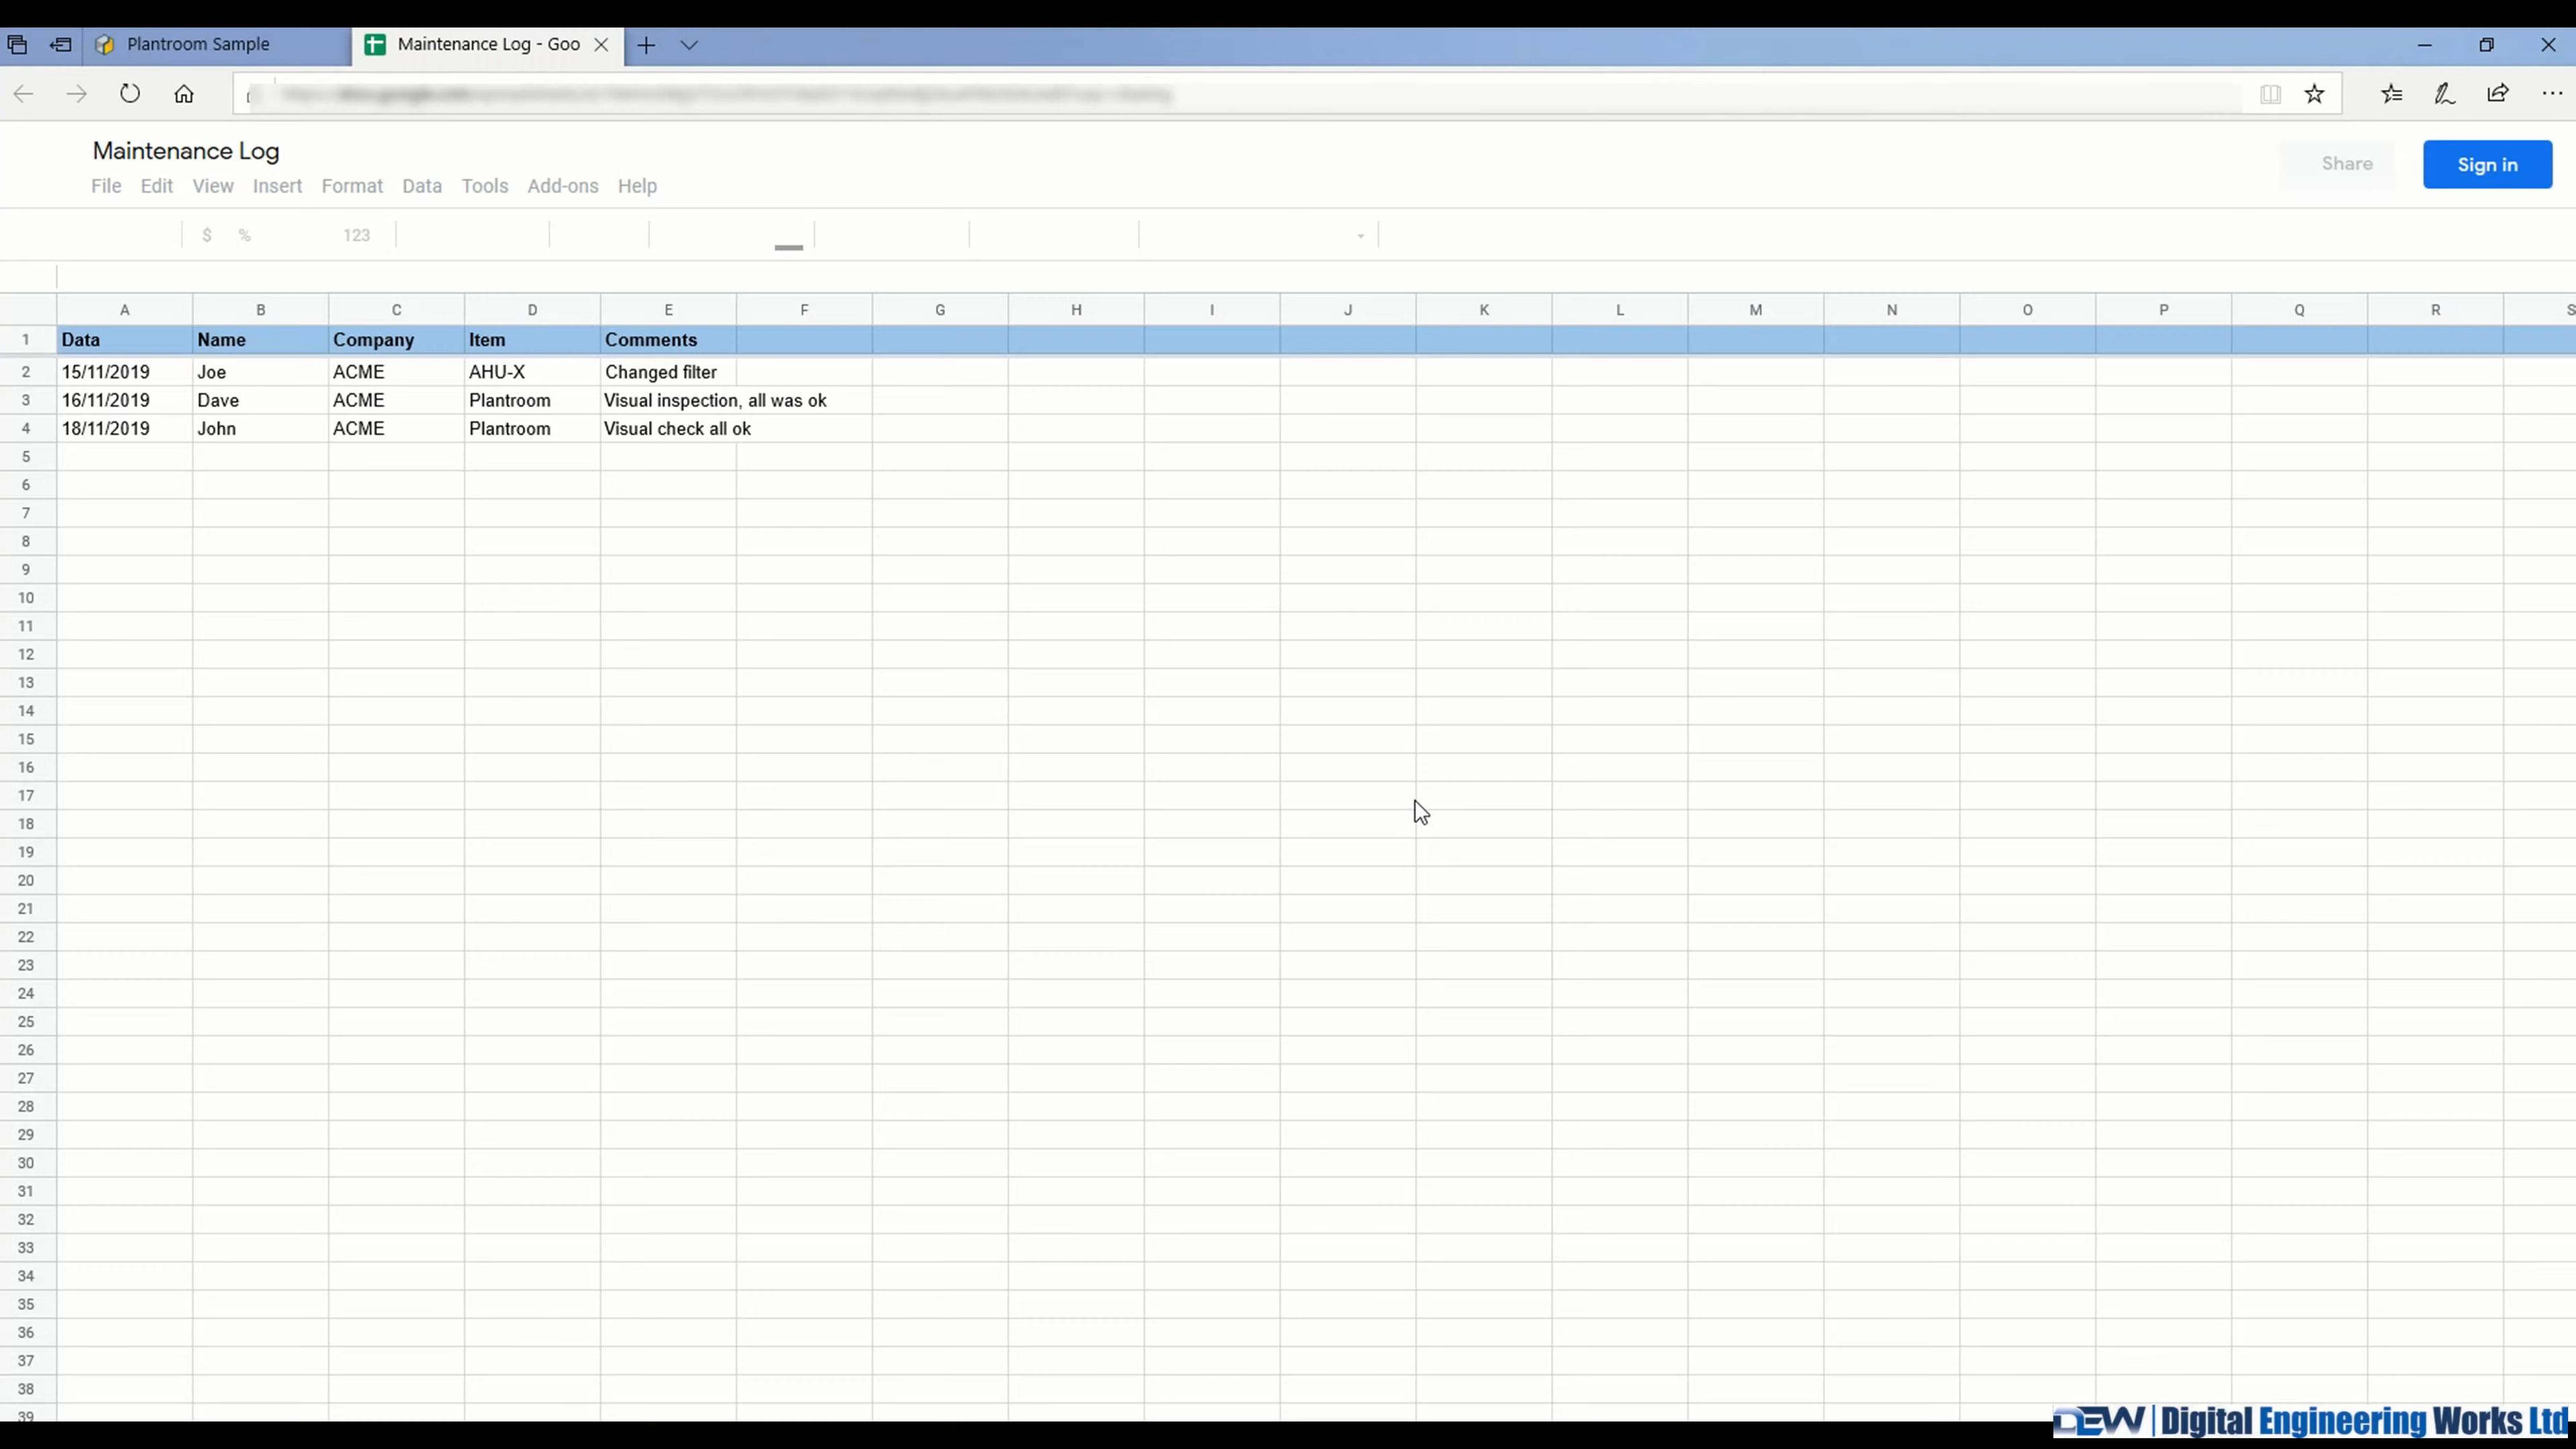 Plantroom Sample
Maintenance Log - Goo
Maintenance Log
File Edit View Insert Format Data Tools Add-ons Help
Share
Sign in
$ % 123
A B C D E F G H I J K L M N O P Q R S
1 Data Name Company Item Comments
2 15/11/2019 Joe ACME AHU-X Changed filter
3 16/11/2019 Dave ACME Plantroom Visual inspection, all was ok
4 18/11/2019 John ACME Plantroom Visual check all ok
5
6
7
8
9
10
11
12
13
14
15
16
17
18
19
20
21
22
23
24
25
26
27
28
29
30
31
32
33
34
35
36
37
38
39
DEW Digital Engineering Works Ltd